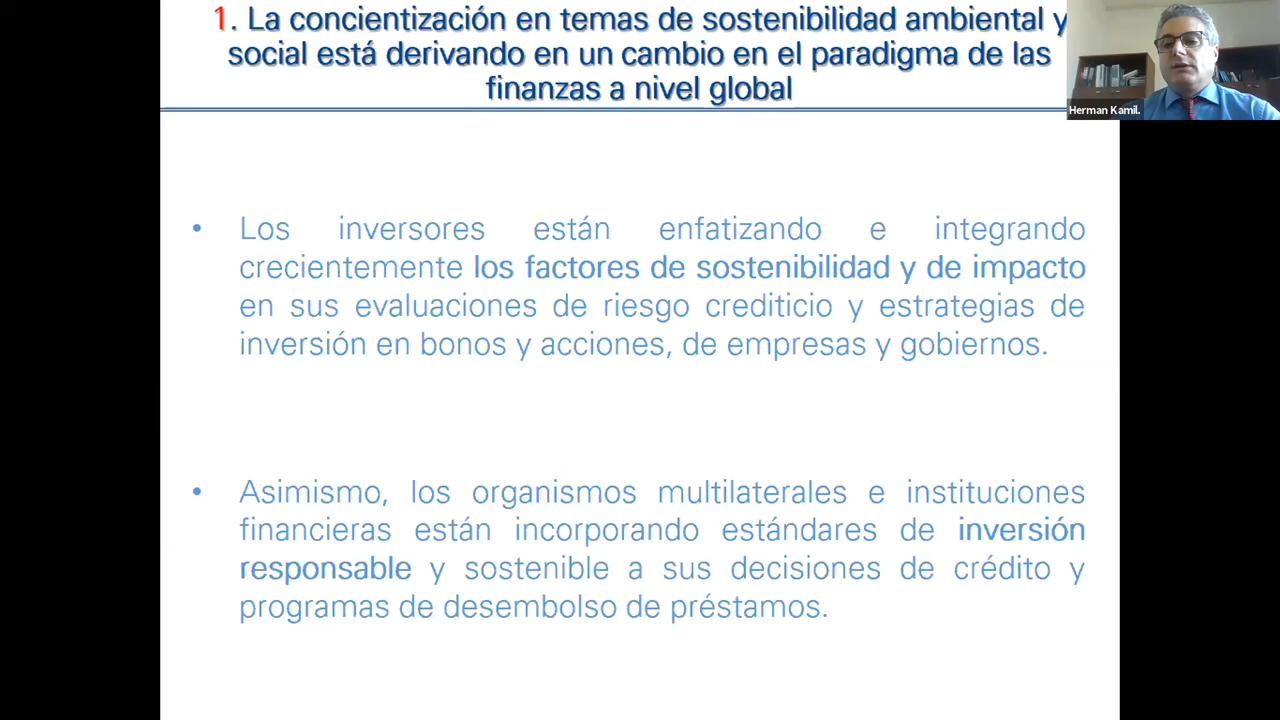 1. La concientización en temas de sostenibilidad ambiental y
social está derivando en un cambio en el paradigma de las
finanzas a nivel global
Herman Kamil.
• Los inversores están enfatizando e integrando
crecientemente los factores de sostenibilidad y de impacto
en sus evaluaciones de riesgo crediticio y estrategias de
inversión en bonos y acciones, de empresas y gobiernos.
• Asimismo, los organismos multilaterales e instituciones
financieras están incorporando estándares de inversión
responsable y sostenible a sus decisiones de crédito y
programas de desembolso de préstamos.